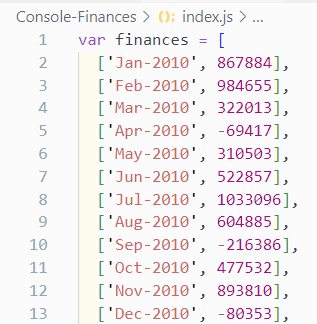 Console-Finances > JS index.js > ...
1 var finances = [
2 ['Jan-2010', 867884],
3 ['Feb-2010', 984655],
4 ['Mar-2010', 322013],
5 ['Apr-2010', -69417],
6 ['May-2010', 310503],
7 ['Jun-2010', 522857],
8 ['Jul-2010', 1033096],
9 ['Aug-2010', 604885],
10 ['Sep-2010', -216386],
11 ['Oct-2010', 477532],
12 ['Nov-2010', 893810],
13 ['Dec-2010', -80353],